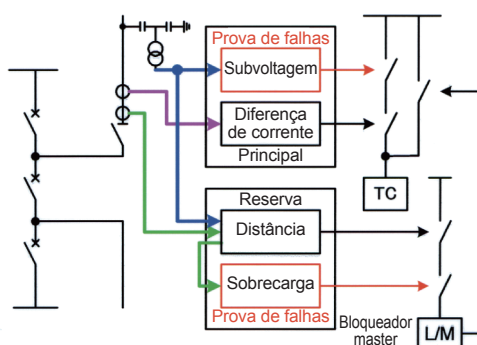 Prova de falhas
Subvoltagem
Diferença
de corrente
Principal
TC
Reserva
Distância
Sobrecarga
Prova de falhas
Bloqueador
master
L/M